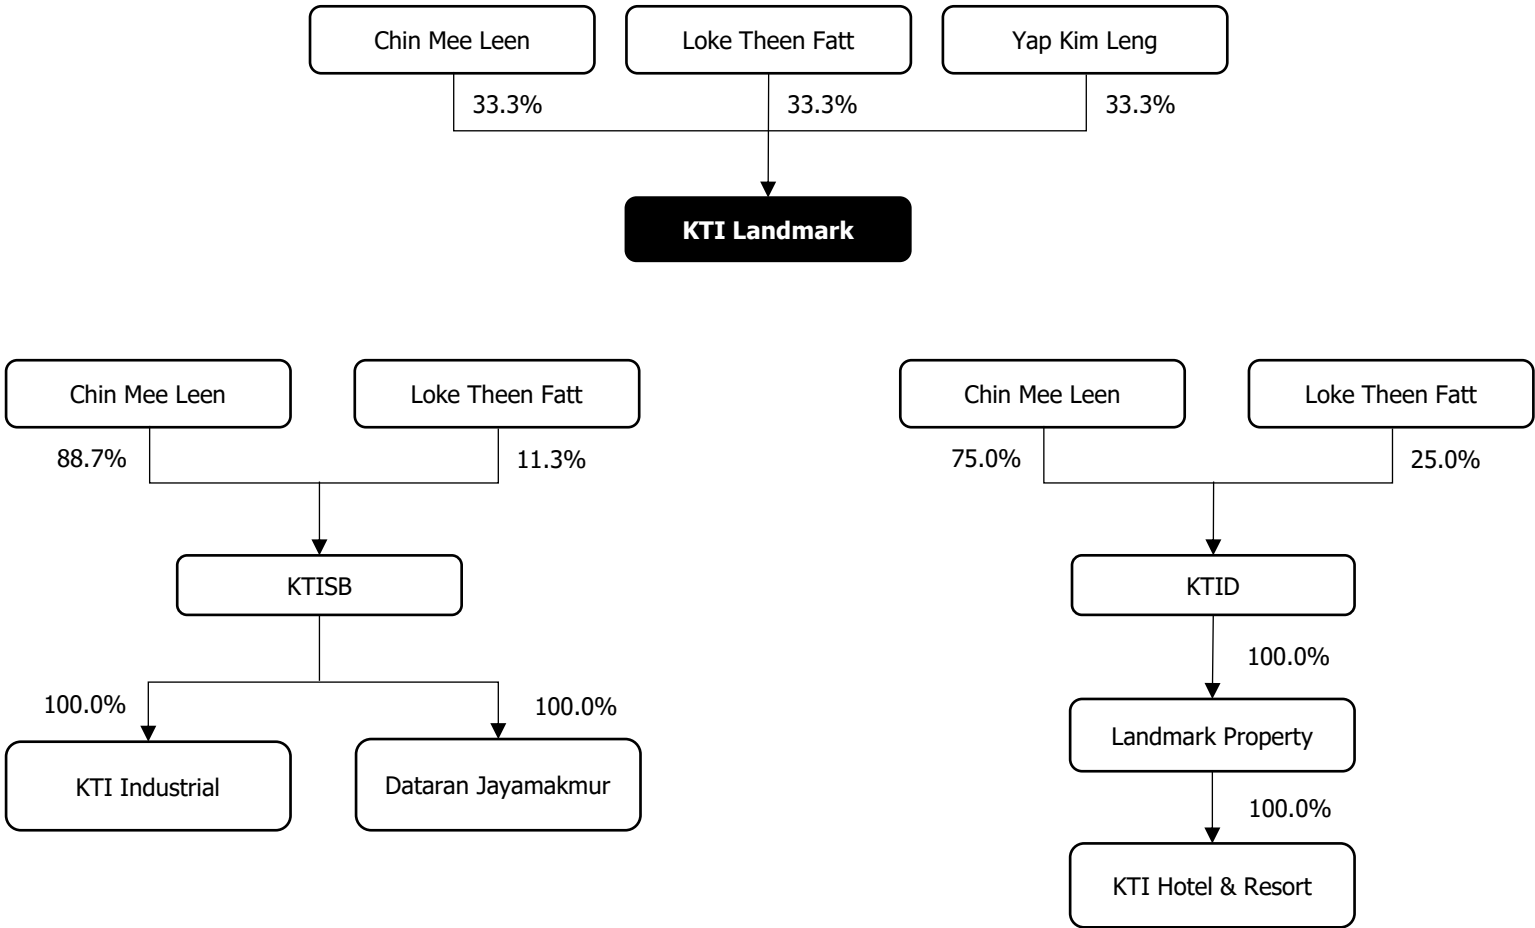 Chin Mee Leen
Loke Theen Fatt
Yap Kim Leng
33.3%
33.3%
33.3%
KTI Landmark
Chin Mee Leen
Loke Theen Fatt
Chin Mee Leen
Loke Theen Fatt
88.7%
11.3%
75.0%
25.0%
KTISB
KTID
100.0%
100.0%
100.0%
Landmark Property
KTI Industrial
Dataran Jayamakmur
100.0%
KTI Hotel & Resort